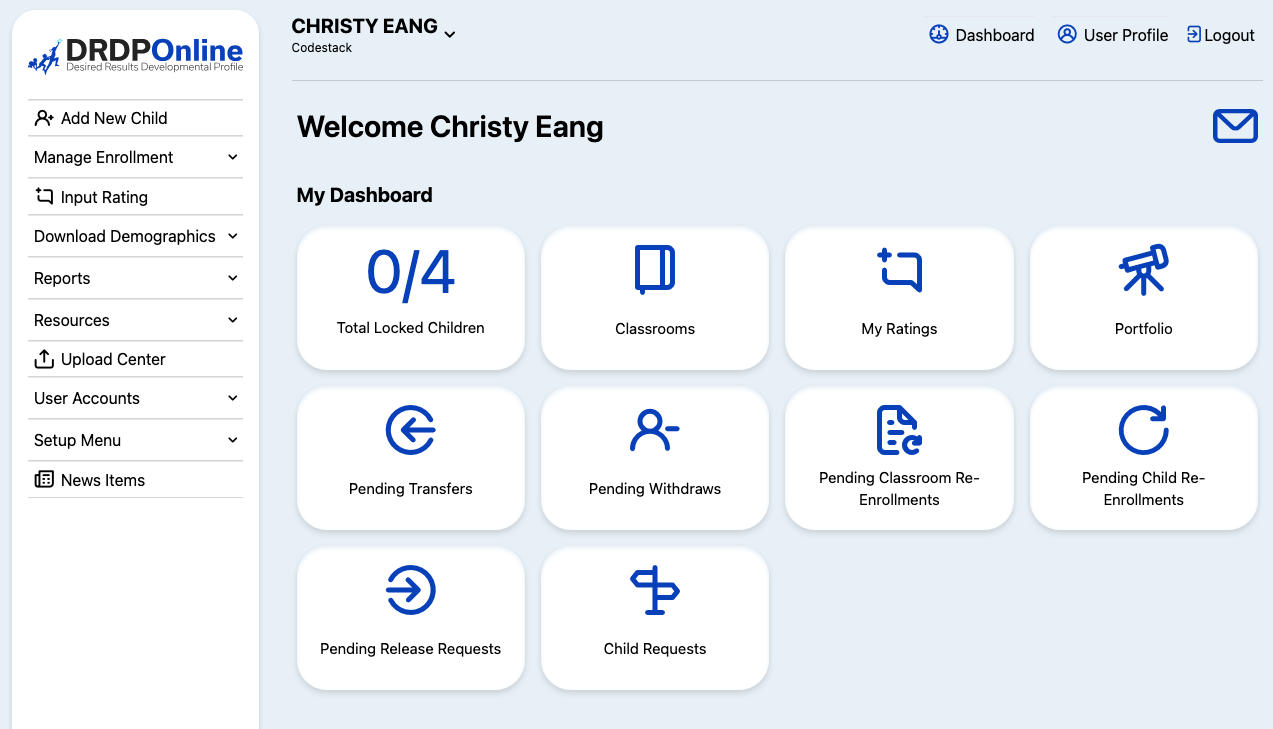 DRDPOnline
Desired Results Developmental Profile
Add New Child
Manage Enrollment
Input Rating
Download Demographics
Reports
Resources
Upload Center
User Accounts
Setup Menu
News Items
CHRISTY EANG
Codestack
Dashboard
User Profile
Logout
Welcome Christy Eang
My Dashboard
0/4
Total Locked Children
Classrooms
My Ratings
Portfolio
Pending Transfers
Pending Withdraws
Pending Classroom Re-
Enrollments
Pending Child Re-
Enrollments
Pending Release Requests
Child Requests